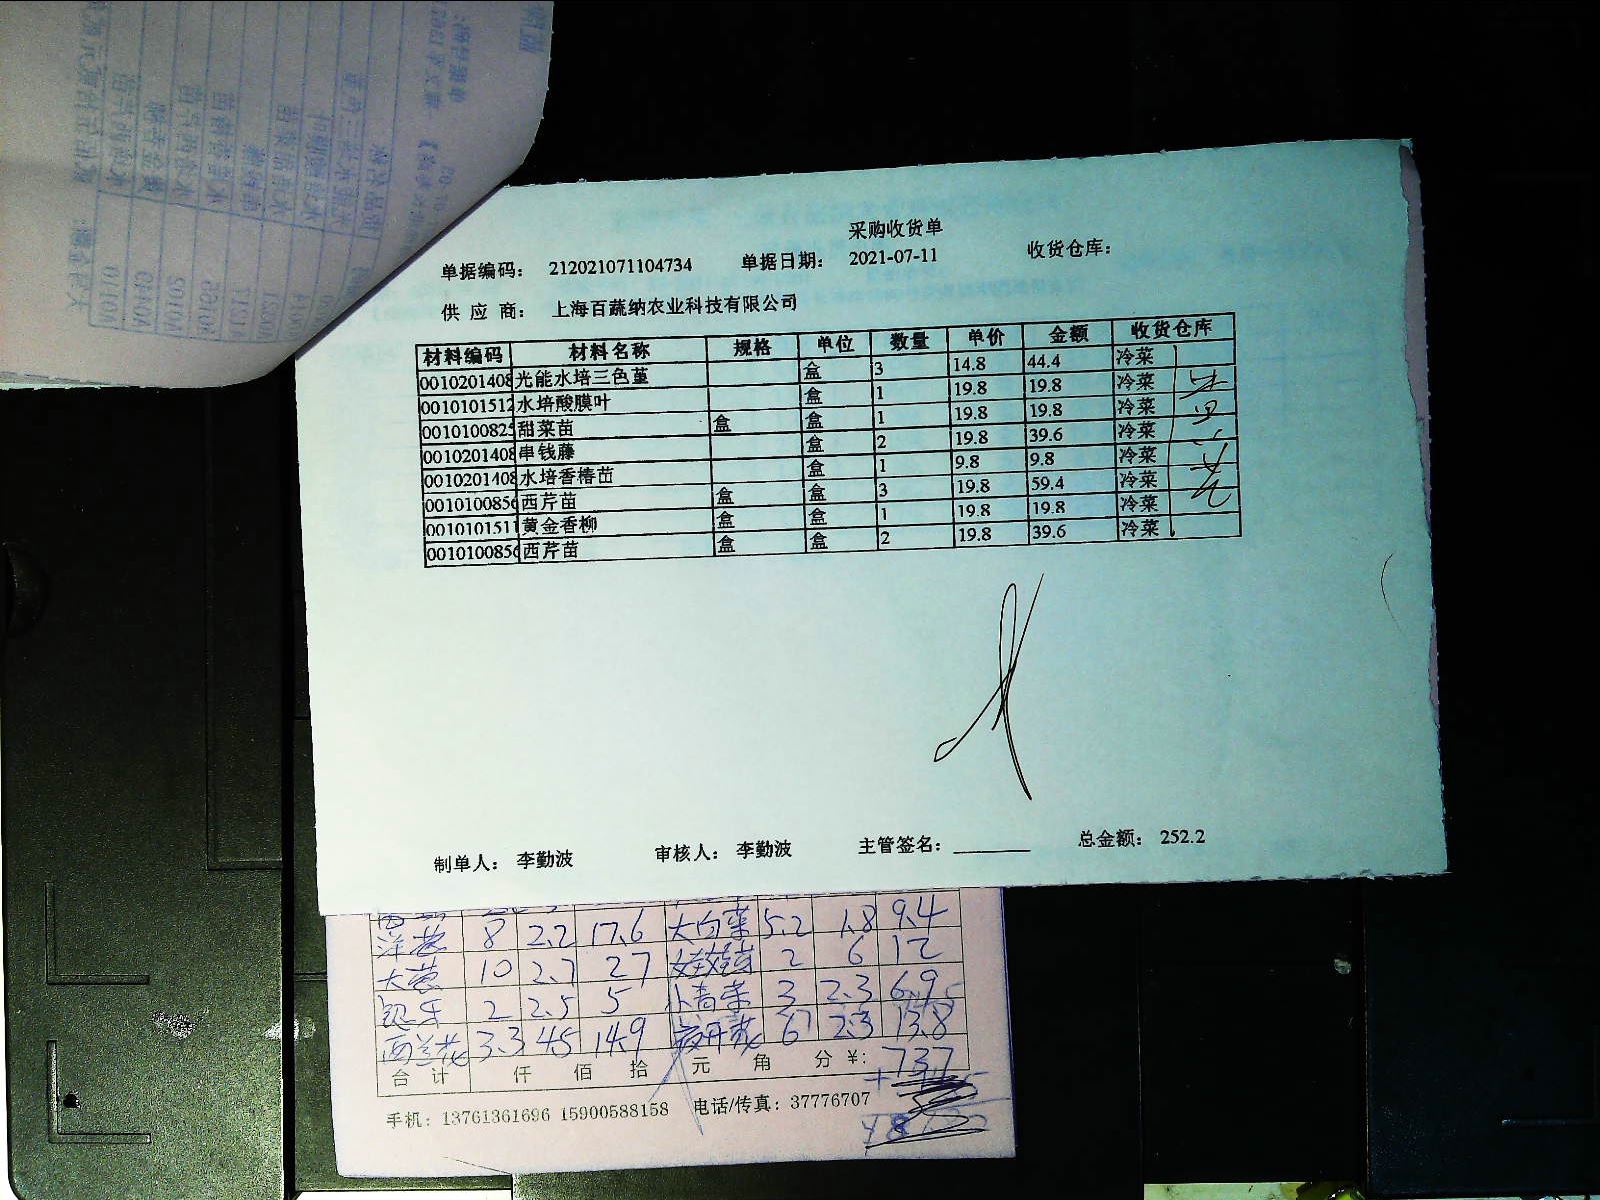 采购收货单
单据编码： 212021071104734 单据日期： 2021-07-11 收货仓库：
供 应 商： 上海百蔬纳农业科技有限公司
材料编码 材料名称 规格 单位 数量 单价 金额 收货仓库
0010201408 光能水培三色堇 盒 3 14.8 44.4 冷菜
0010101512 水培酸膜叶 盒 1 19.8 19.8 冷菜
001010082 甜菜苗 盒 盒 1 19.8 19.8 冷菜
0010201408 串钱藤 盒 2 19.8 39.6 冷菜
0010201408 水培香椿苗 盒 1 9.8 9.8 冷菜
001010085 西芹苗 盒 盒 3 19.8 59.4 冷菜
0010101511 黄金香柳 盒 盒 1 19.8 19.8 冷菜
001010085 西芹苗 盒 盒 2 19.8 39.6 冷菜
制单人： 李勤波 审核人： 李勤波 主管签名： 总金额： 252.2
洋葱 8 2.2 17.6 大白菜 5.2 1.8 9.4
大葱 10 2.7 27 娃娃菜 2 6 12
2 2.5 5 小青菜 3 2.3 6.9
西兰花 3.3 4.5 14.9 6 2.3 13.8
合 计 仟 佰 拾 元 角 分 ¥: 737
手机：13761361696 15900588158 电话/传真：37776707